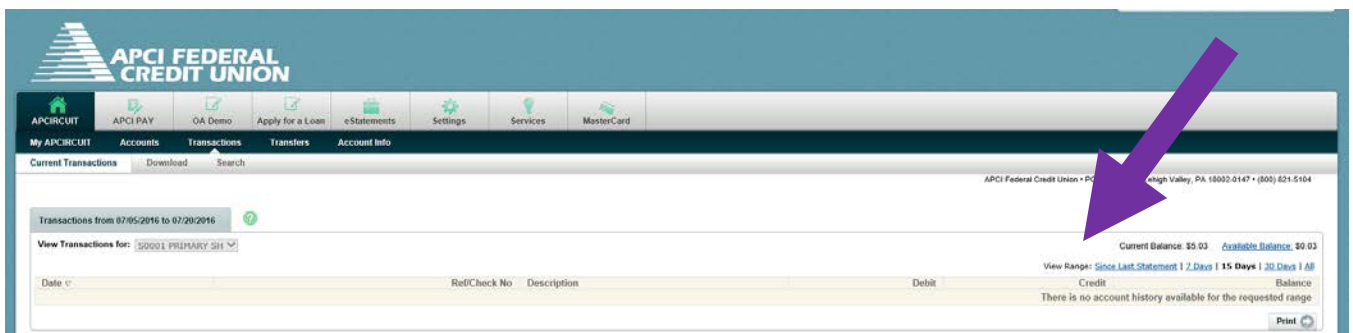 APCI FEDERAL
CREDIT UNION
APCIRCUIT APCI PAY OA Demo Apply for a Loan eStatements Settings Services MasterCard
My APCIRCUIT Accounts Transactions Transfers Account Info
Current Transactions Download Search
APCI Federal Credit Union • PO ehigh Valley, PA 18002-0147 • (800) 821-5104
Transactions from 07/05/2016 to 07/20/2016
View Transactions for: S0001 PRIMARY SH Current Balance: $5.03 Available Balance: $0.03
View Range: Since Last Statement | 7 Days | 15 Days | 30 Days | All
Date Ref/Check No Description Debit Credit Balance
There is no account history available for the requested range
Print